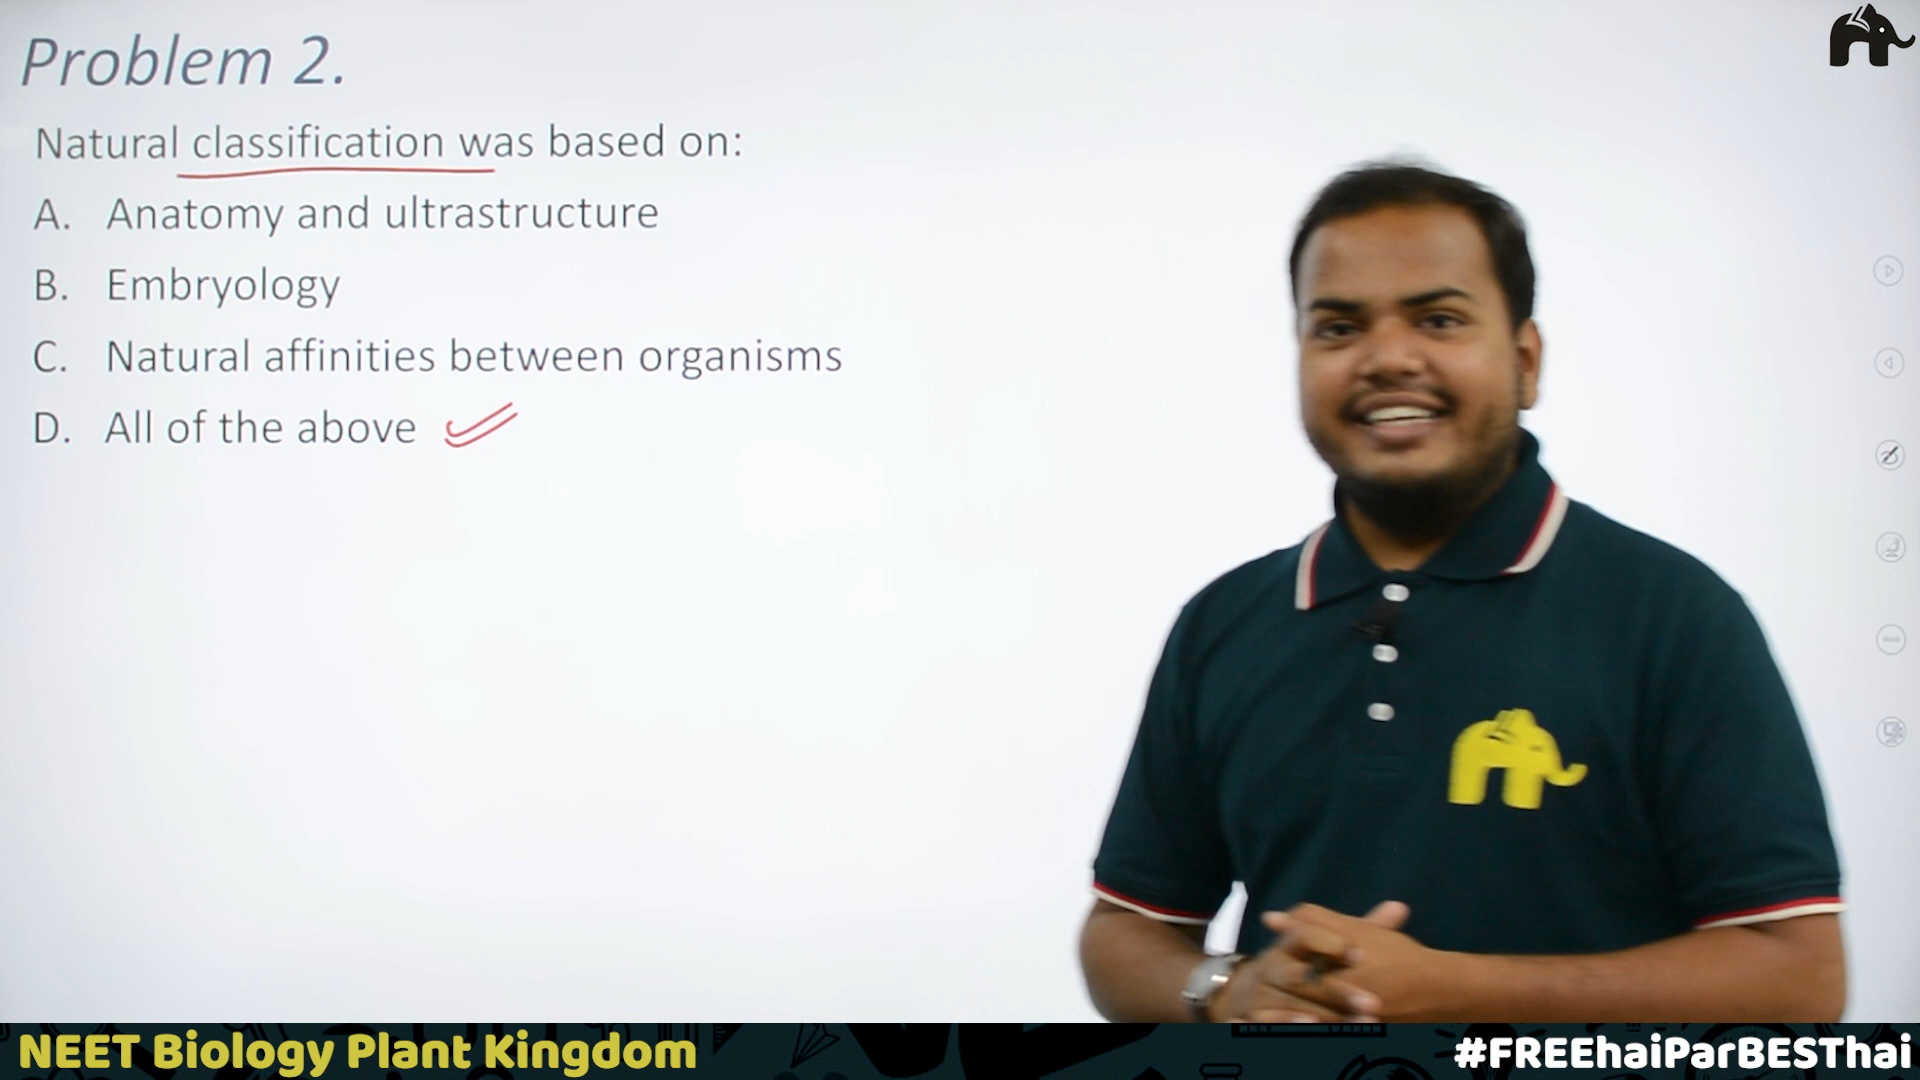 Problem 2.
Natural classification was based on:
A. Anatomy and ultrastructure
B. Embryology
C. Natural affinities between organisms
D. All of the above
NEET Biology Plant Kingdom
#FREEhaiParBESThai